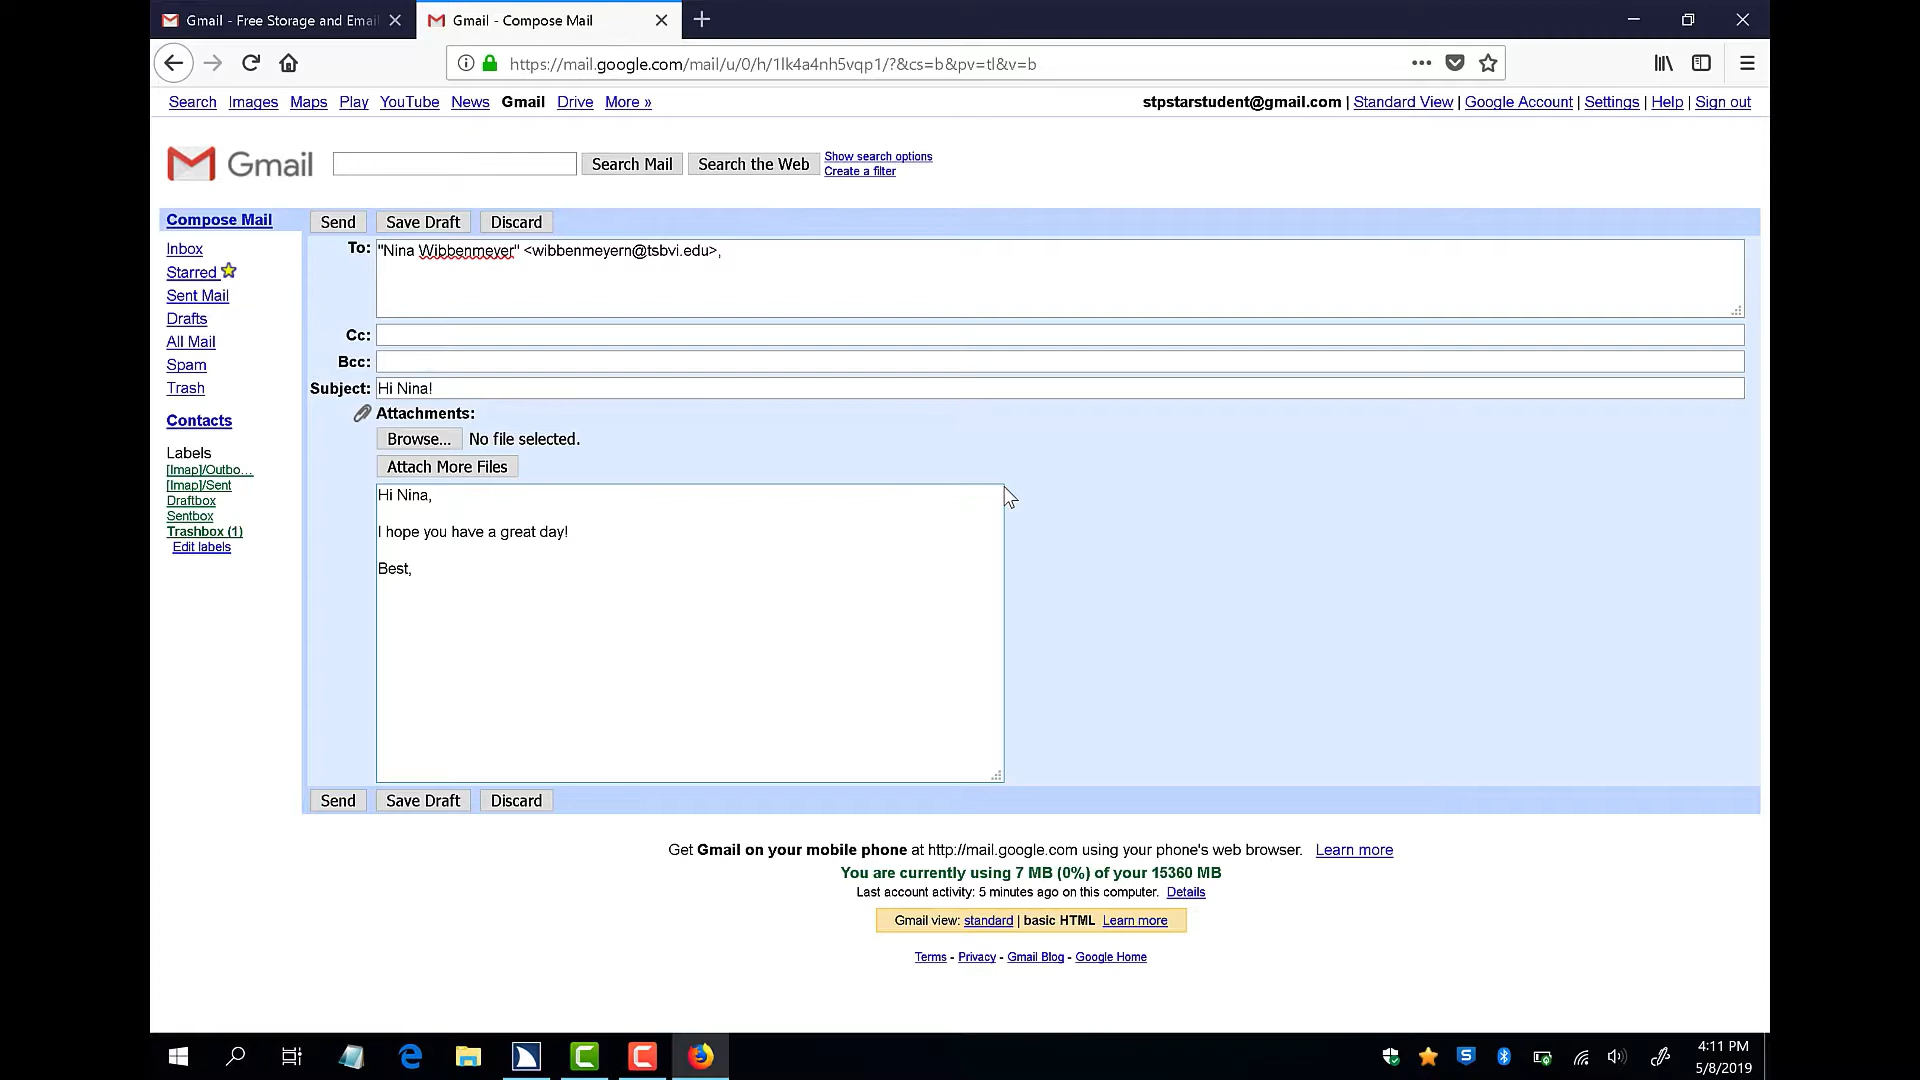 Gmail - Free Storage and Emai
Gmail - Compose Mail
https://mail.google.com/mail/u/0/h/1lk4a4nh5vqp1/?&cs=b&pv=tl&v=b
Search Images Maps Play YouTube News Gmail Drive More »
stpstarstudent@gmail.com | Standard View | Google Account | Settings | Help | Sign out
Gmail
Search Mail
Search the Web
Show search options
Create a filter
Compose Mail
Inbox
Starred
Sent Mail
Drafts
All Mail
Spam
Trash
Contacts
Labels
[Imap]/Outbo...
[Imap]/Sent
Draftbox
Sentbox
Trashbox (1)
Edit labels
Send Save Draft Discard
To: "Nina Wibbenmeyer" <wibbenmeyern@tsbvi.edu>,
Cc:
Bcc:
Subject: Hi Nina!
Attachments:
Browse... No file selected.
Attach More Files
Hi Nina,
I hope you have a great day!
Best,
Send Save Draft Discard
Get Gmail on your mobile phone at http://mail.google.com using your phone's web browser. Learn more
You are currently using 7 MB (0%) of your 15360 MB
Last account activity: 5 minutes ago on this computer. Details
Gmail view: standard | basic HTML Learn more
Terms - Privacy - Gmail Blog - Google Home
4:11 PM
5/8/2019